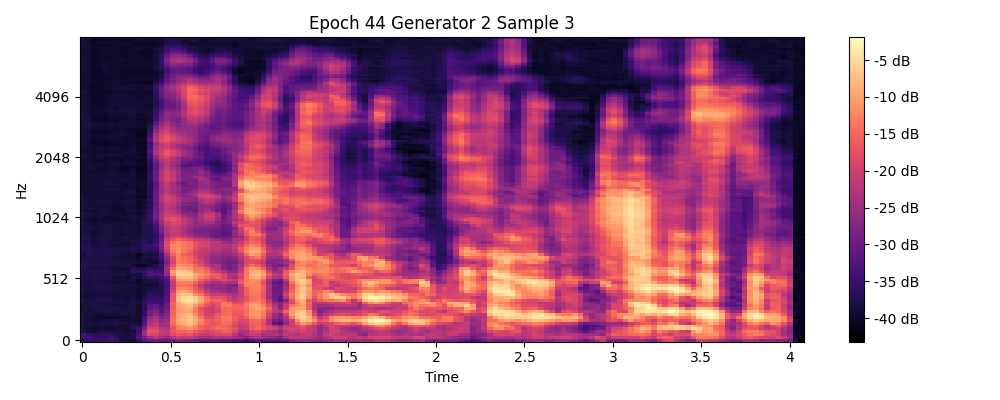 Epoch 44 Generator 2 Sample 3
Hz
4096
2048
1024
512
0
0 0.5 1 1.5 2 2.5 3 3.5 4
Time
-5 dB
-10 dB
-15 dB
-20 dB
-25 dB
-30 dB
-35 dB
-40 dB